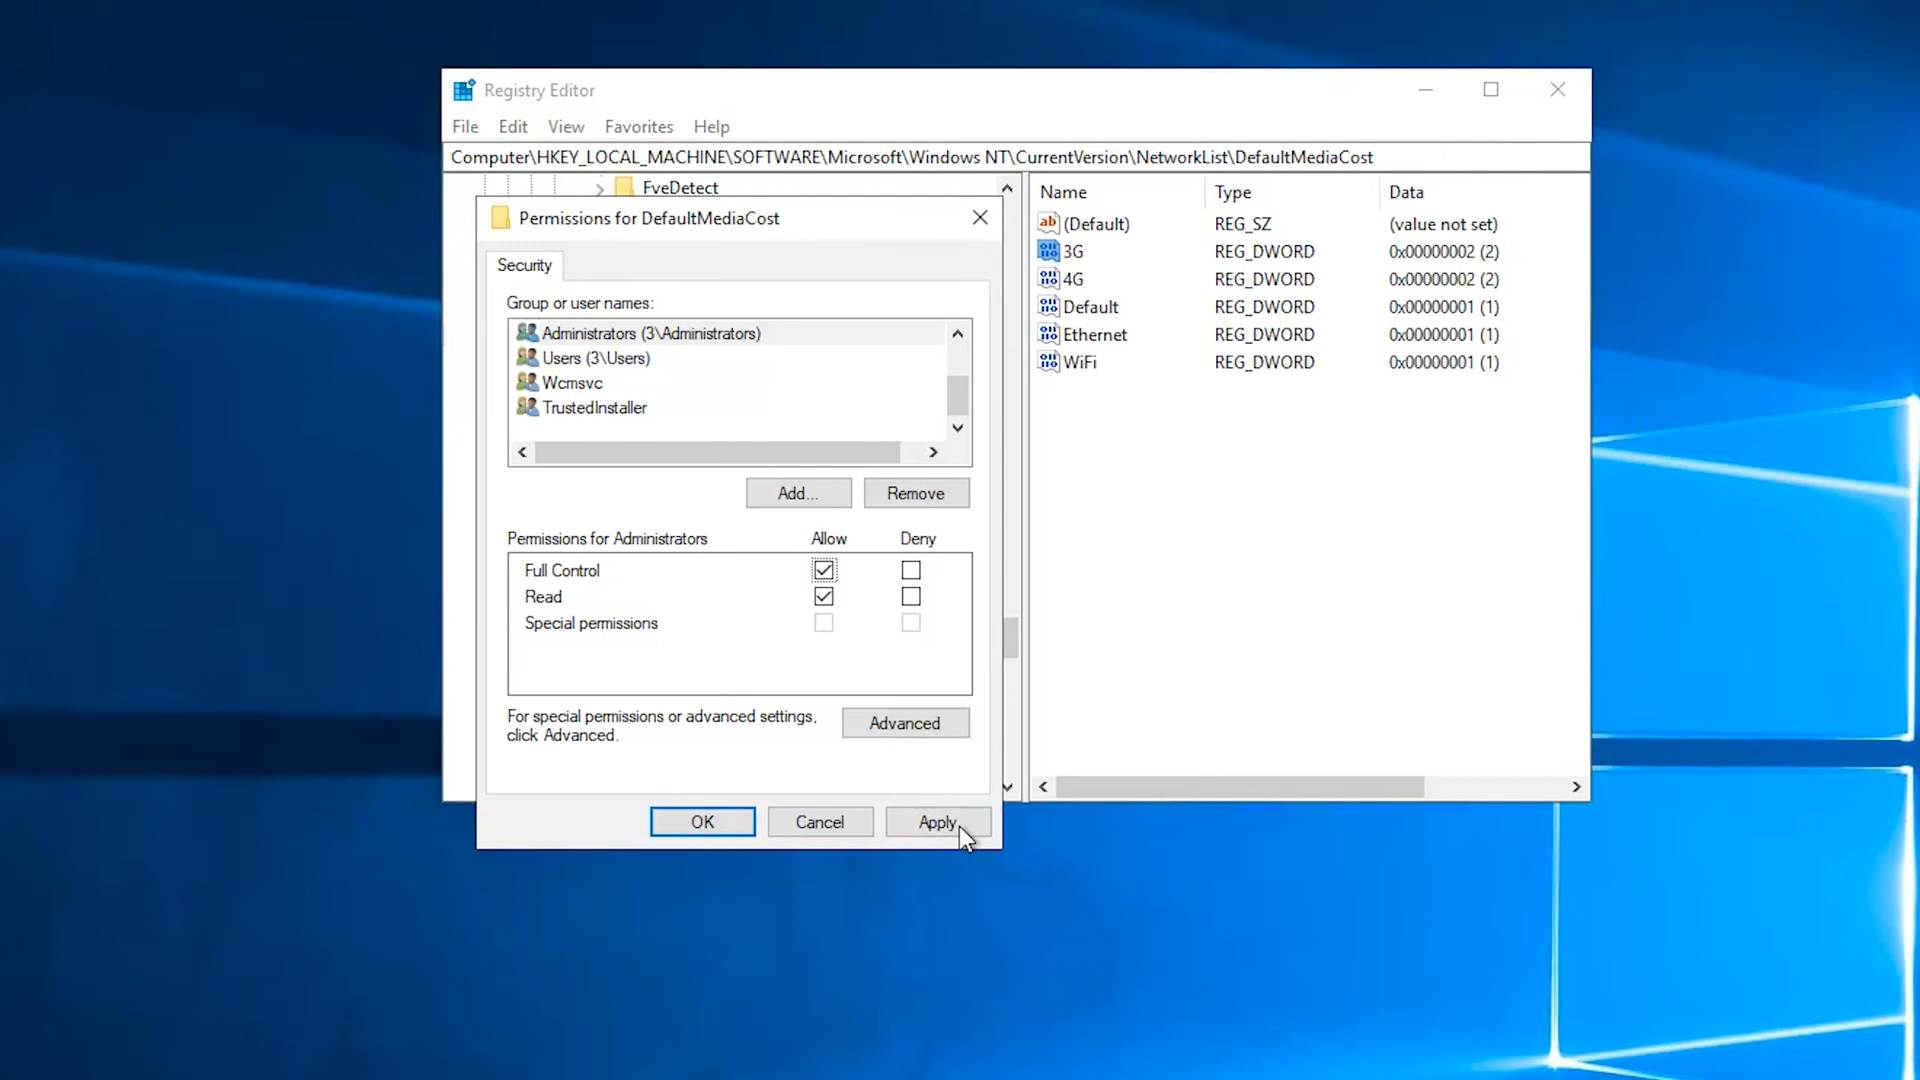 Registry Editor
File Edit View Favorites Help
Computer\HKEY_LOCAL_MACHINE\SOFTWARE\Microsoft\Windows NT\CurrentVersion\NetworkList\DefaultMediaCost
FveDetect
Permissions for DefaultMediaCost
Security
Group or user names:
Administrators (3\Administrators)
Users (3\Users)
Wcmsvc
TrustedInstaller
Add... Remove
Permissions for Administrators Allow Deny
Full Control
Read
Special permissions
For special permissions or advanced settings,
click Advanced.
Advanced
OK Cancel Apply
Name Type Data
ab (Default) REG_SZ (value not set)
3G REG_DWORD 0x00000002 (2)
4G REG_DWORD 0x00000002 (2)
Default REG_DWORD 0x00000001 (1)
Ethernet REG_DWORD 0x00000001 (1)
WiFi REG_DWORD 0x00000001 (1)